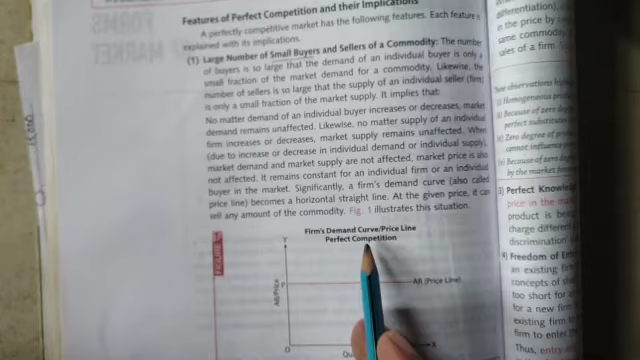 Features of Perfect Competition and their Implications
A perfectly competitive market has the following features. Each feature is
explained with its implications.
(1) Large Number of Small Buyers and Sellers of a Commodity: The number
of buyers is so large that the demand of an individual buyer is only a
small fraction of the market demand for a commodity. Likewise, the
number of sellers is so large that the supply of an individual seller (firm)
is only a small fraction of the market supply. It implies that:
No matter demand of an individual buyer increases or decreases, market
demand remains unaffected. Likewise, no matter supply of an individual
firm increases or decreases, market supply remains unaffected. When
(due to increase or decrease in individual demand or individual supply),
market demand and market supply are not affected, market price is also
not affected. It remains constant for an individual firm or an individual
buyer in the market. Significantly, a firm's demand curve (also called
price line) becomes a horizontal straight line. At the given price, it can
sell any amount of the commodity. Fig. 1 illustrates this situation.
FIGURE
Firm's Demand Curve/Price Line
Perfect Competition
Y
AR/Price
P
AR (Price Line)
O
X
differentiation),
in the price by
same commodity
sales of a firm.
observations
(i) Homogeneous
(ii) Because of zero
perfect substitutes
Zero degree of
cannot influence
Because of zero
by the market
3) Perfect Knowledge
price in the
product is
charge different
discrimination
4) Freedom of
an existing
concepts of
too short for
for a new
existing firm
firm to enter
Thus, entry